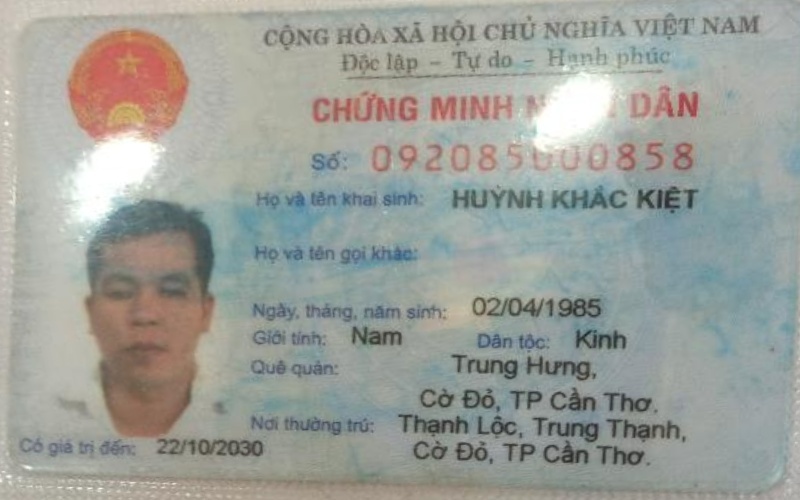 CỘNG HÒA XÃ HỘI CHỦ NGHĨA VIỆT NAM
Độc lập - Tự do - Hạnh phúc
CHỨNG MINH DÂN
Số: 092085000858
Họ và tên khai sinh: HUỲNH KHẮC KIỆT
Họ và tên gọi khác:
Ngày, tháng, năm sinh: 02/04/1985
Giới tính: Nam Dân tộc: Kinh
Quê quán: Trung Hưng,
Cờ Đỏ, TP Cần Thơ.
Nơi thường trú: Thạnh Lộc, Trung Thạnh,
Cờ Đỏ, TP Cần Thơ.
Có giá trị đến: 22/10/2030